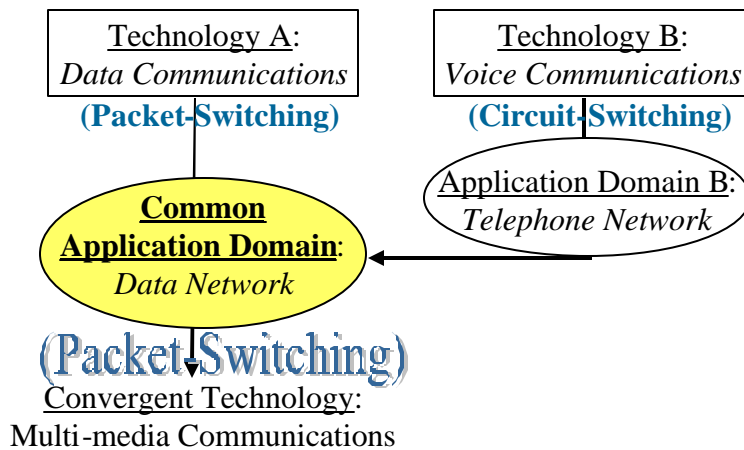 Technology A:
Data Communications
(Packet-Switching)
Technology B:
Voice Communications
(Circuit-Switching)
Application Domain B:
Telephone Network
Common
Application Domain:
Data Network
(Packet-Switching)
Convergent Technology:
Multi-media Communications